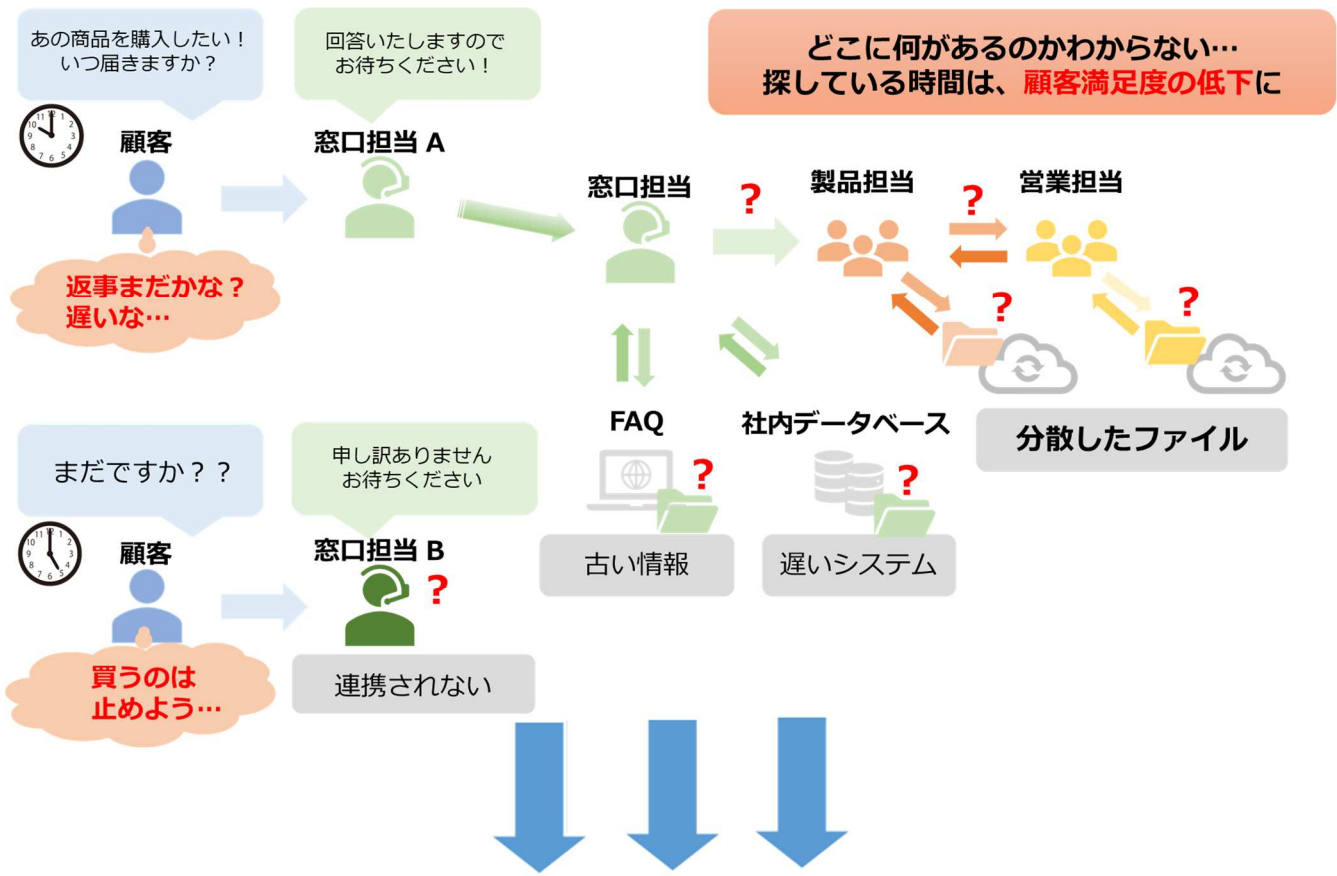 あの商品を購入したい！
いつ届きますか？
回答いたしますので
お待ちください！
どこに何があるのかわからない…
探している時間は、顧客満足度の低下に
顧客
窓口担当 A
返事まだかな？
遅いな…
窓口担当
?
製品担当
?
営業担当
?
?
分散したファイル
FAQ
?
古い情報
社内データベース
?
遅いシステム
まだですか？？
申し訳ありません
お待ちください
顧客
窓口担当 B
?
買うのは
止めよう…
連携されない